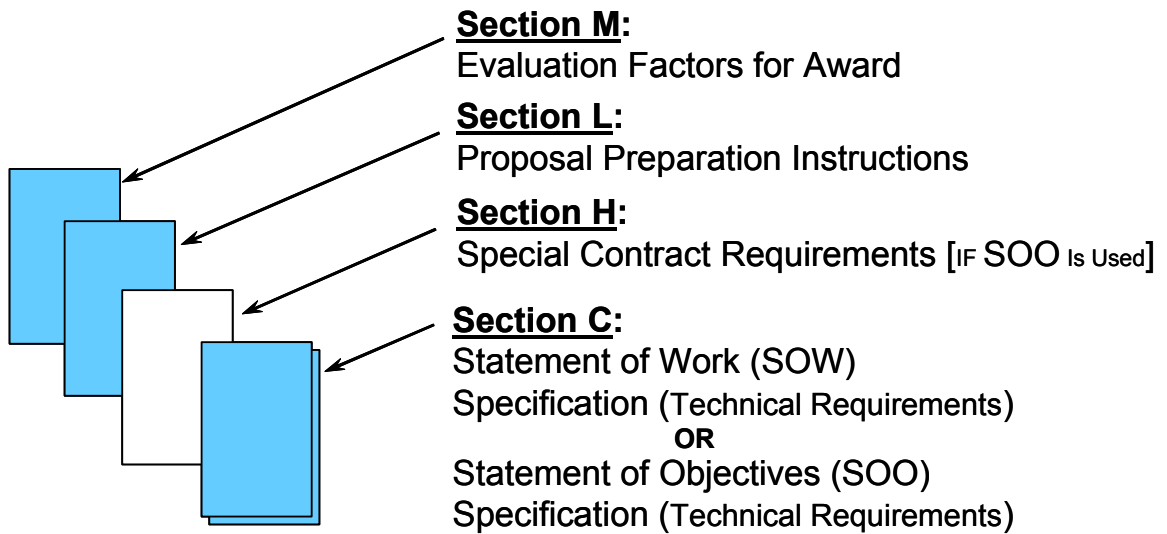 Section M:
Evaluation Factors for Award
Section L:
Proposal Preparation Instructions
Section H:
Special Contract Requirements [IF SOO Is Used]
Section C:
Statement of Work (SOW)
Specification (Technical Requirements)
OR
Statement of Objectives (SOO)
Specification (Technical Requirements)